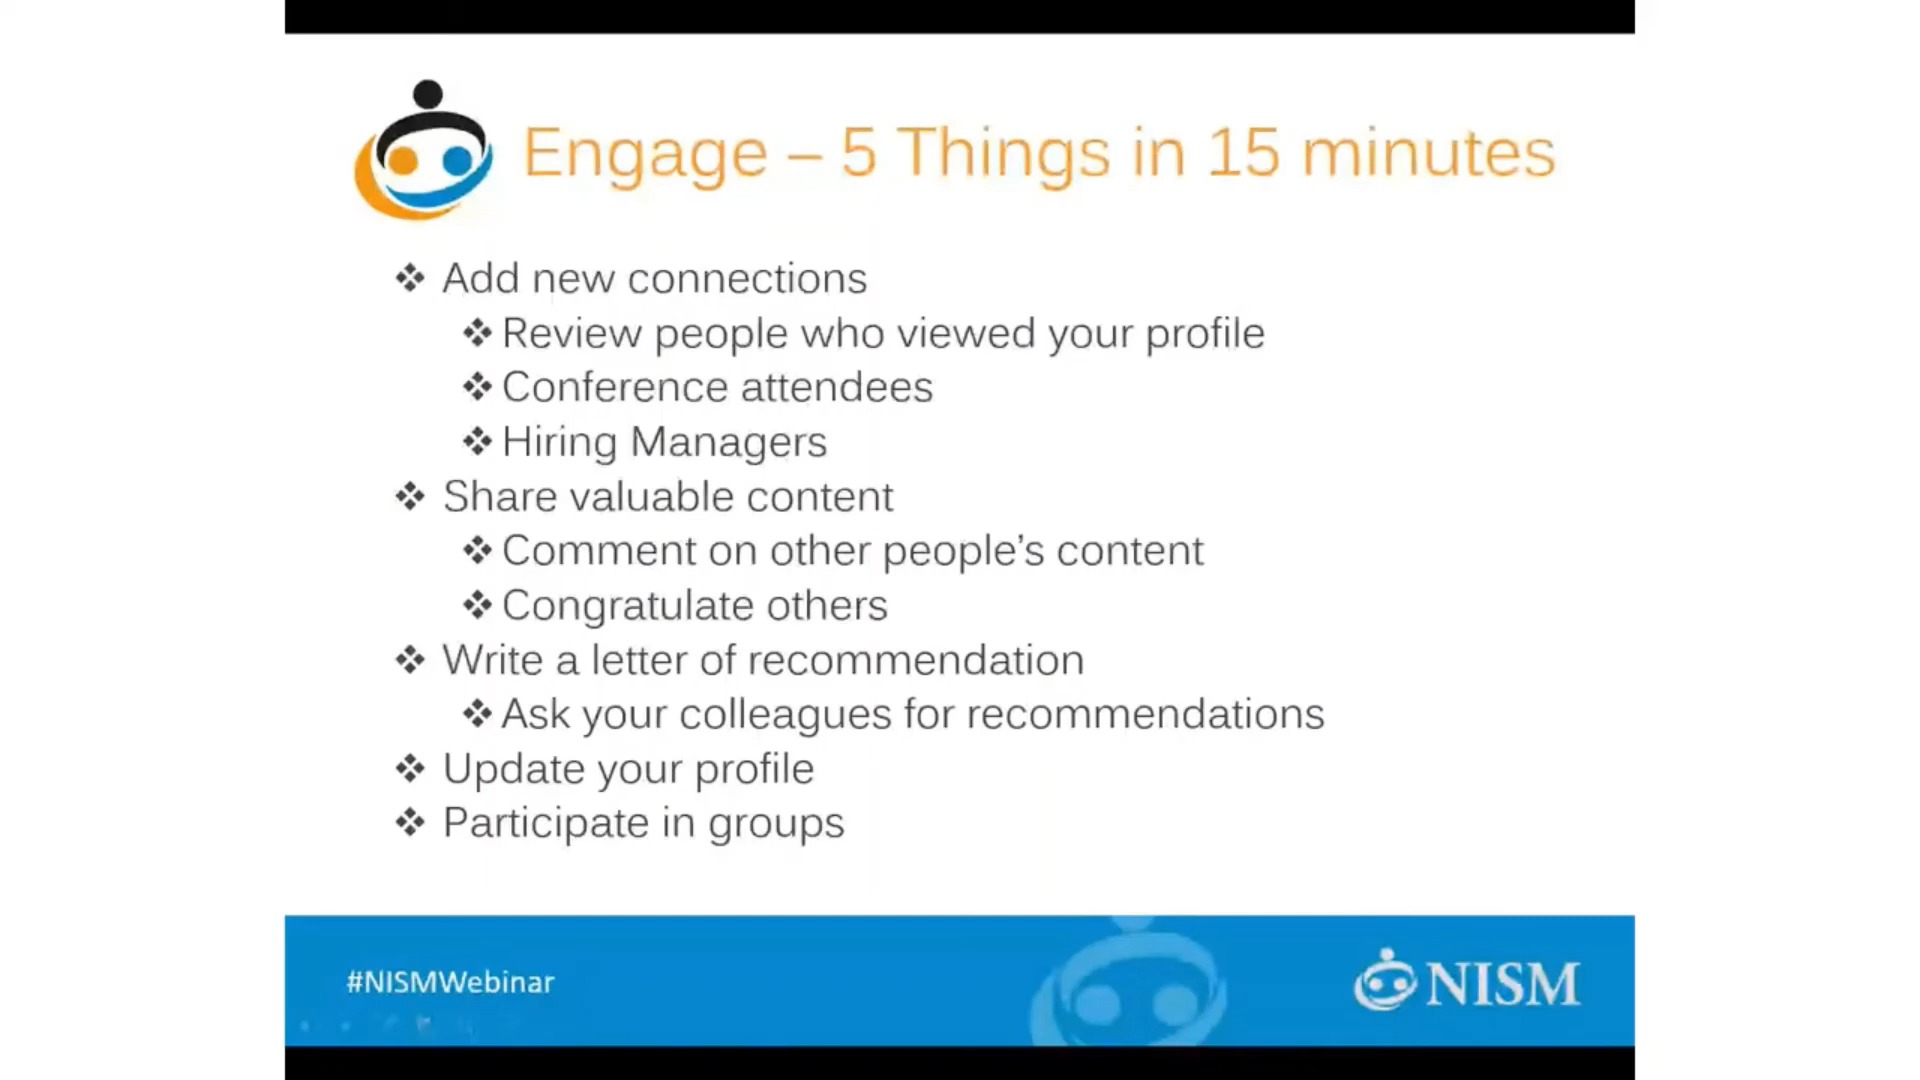 Engage – 5 Things in 15 minutes
❖ Add new connections
❖ Review people who viewed your profile
❖ Conference attendees
❖ Hiring Managers
❖ Share valuable content
❖ Comment on other people’s content
❖ Congratulate others
❖ Write a letter of recommendation
❖ Ask your colleagues for recommendations
❖ Update your profile
❖ Participate in groups
#NISMWebinar
NISM